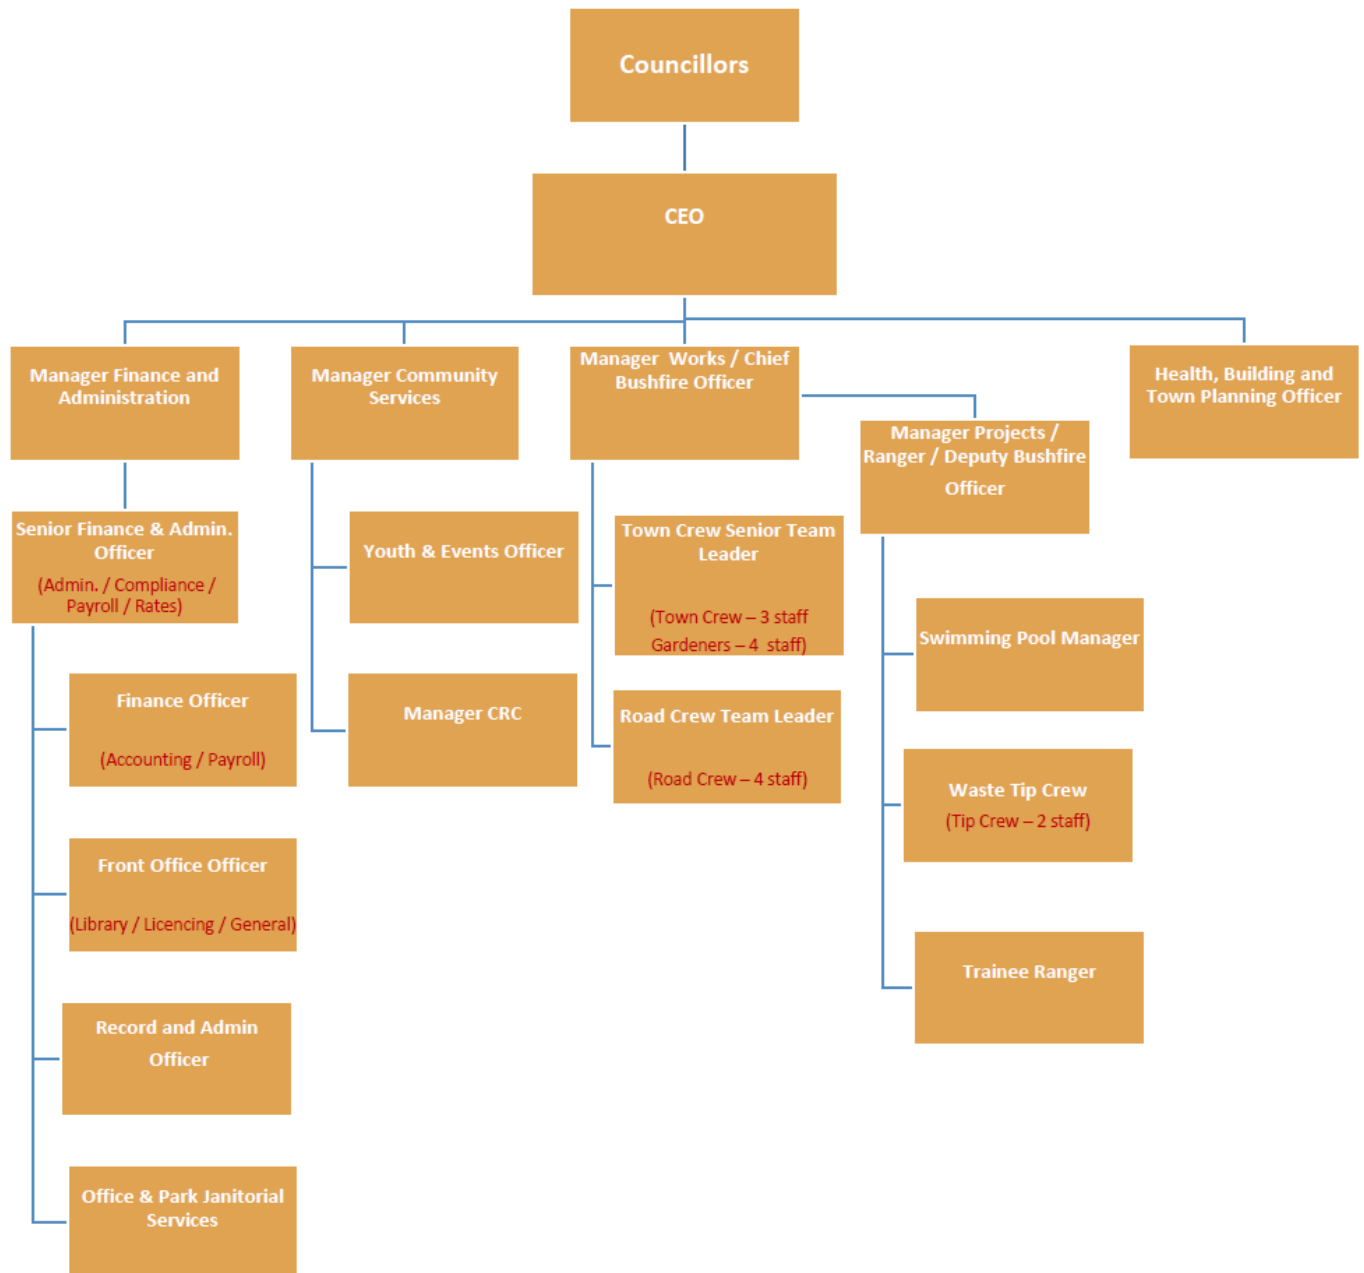 Councillors
CEO
Manager Finance and
Administration
Manager Community
Services
Manager Works / Chief
Bushfire Officer
Health, Building and
Town Planning Officer
Manager Projects /
Ranger / Deputy Bushfire
Officer
Senior Finance & Admin.
Officer
(Admin. / Compliance /
Payroll / Rates)
Finance Officer
(Accounting / Payroll)
Front Office Officer
(Library / Licencing / General)
Record and Admin
Officer
Office & Park Janitorial
Services
Youth & Events Officer
Manager CRC
Town Crew Senior Team
Leader
(Town Crew – 3 staff
Gardeners – 4 staff)
Road Crew Team Leader
(Road Crew – 4 staff)
Swimming Pool Manager
Waste Tip Crew
(Tip Crew – 2 staff)
Trainee Ranger